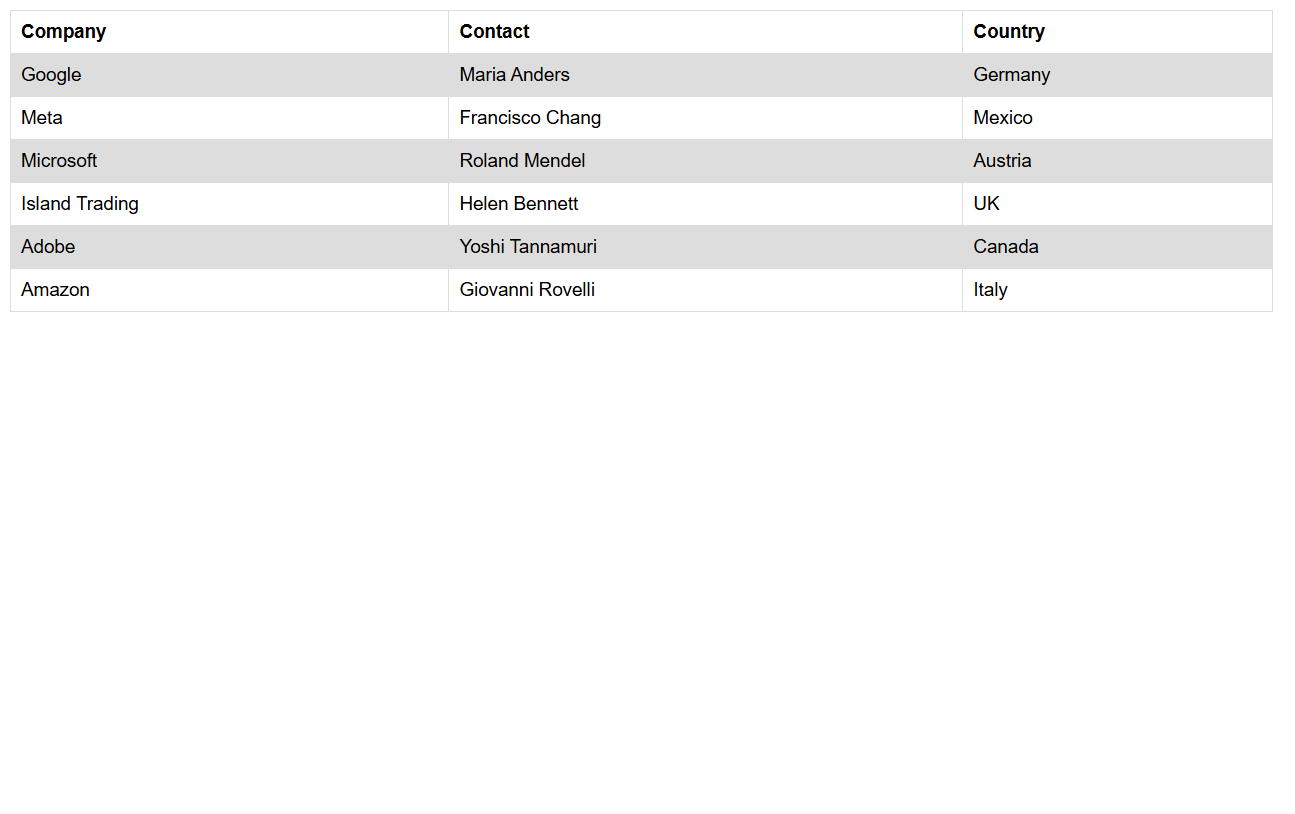 Company Contact Country
Google Maria Anders Germany
Meta Francisco Chang Mexico
Microsoft Roland Mendel Austria
Island Trading Helen Bennett UK
Adobe Yoshi Tannamuri Canada
Amazon Giovanni Rovelli Italy